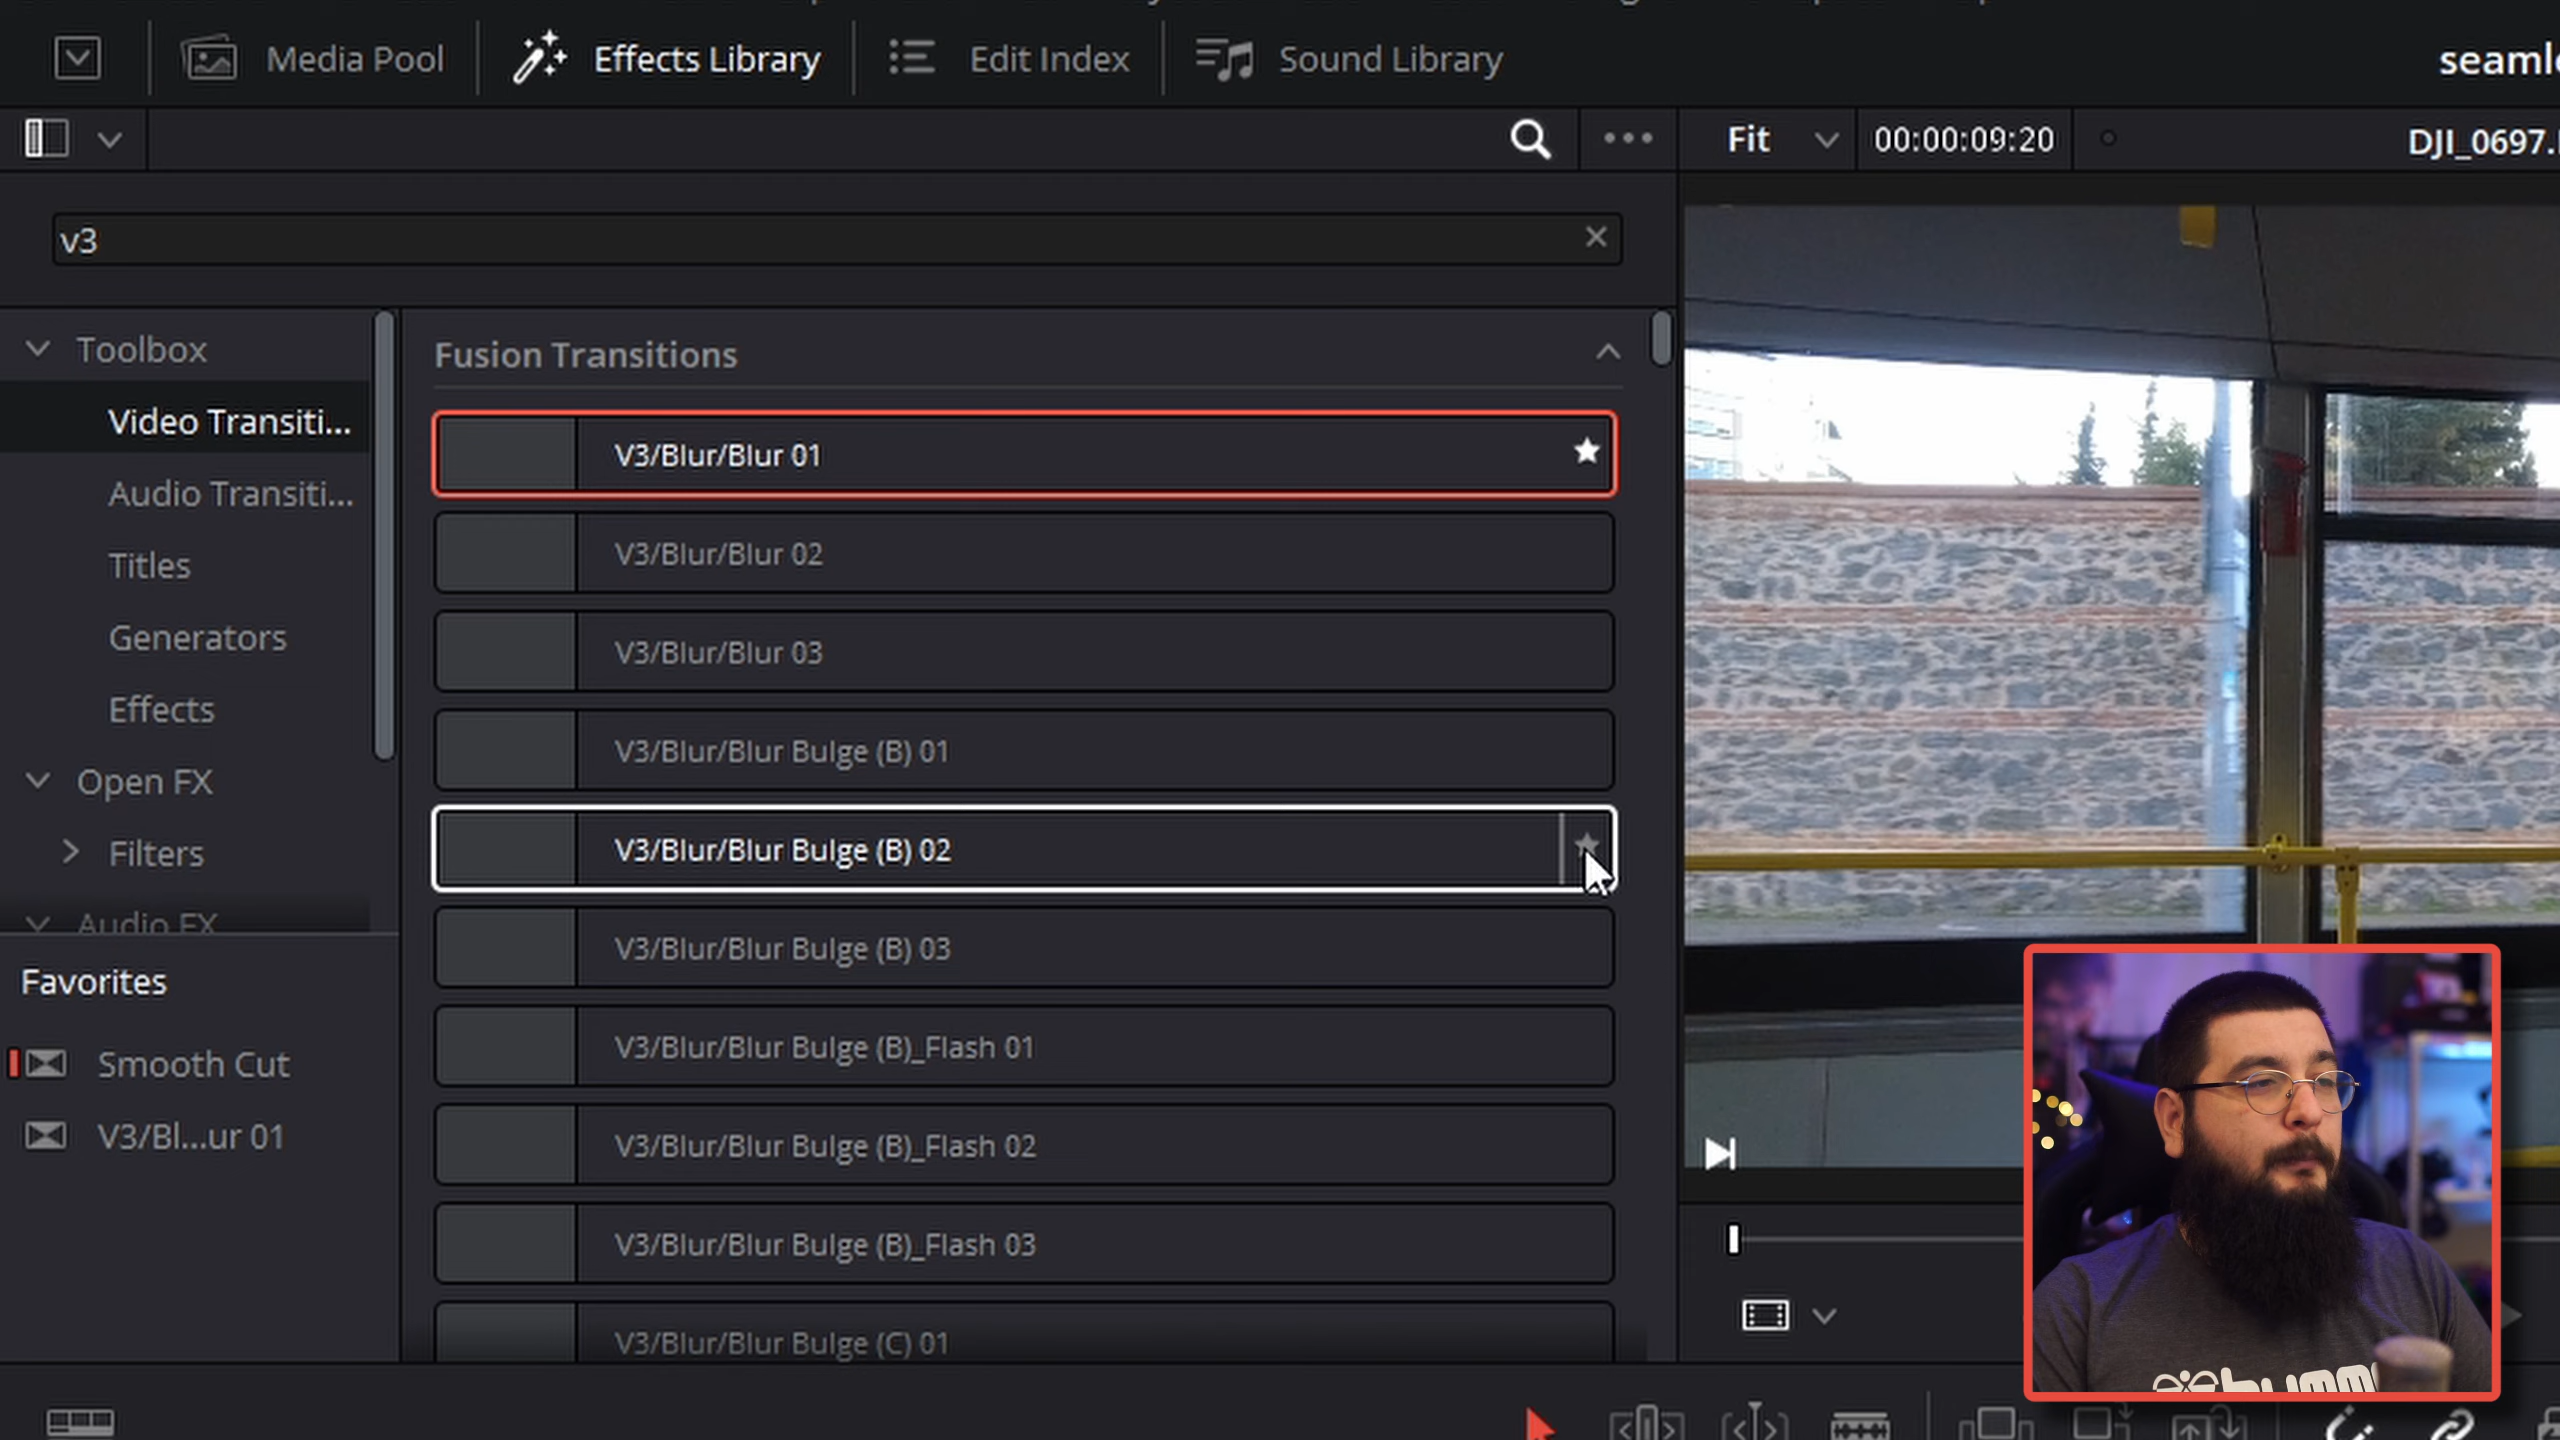 Media Pool
Effects Library
Edit Index
Sound Library
Fit
00:00:09:20
v3
Toolbox
Video Transiti...
Audio Transiti...
Titles
Generators
Effects
Open FX
Filters
Audio FX
Favorites
Smooth Cut
V3/Bl...ur 01
Fusion Transitions
V3/Blur/Blur 01
V3/Blur/Blur 02
V3/Blur/Blur 03
V3/Blur/Blur Bulge (B) 01
V3/Blur/Blur Bulge (B) 02
V3/Blur/Blur Bulge (B) 03
V3/Blur/Blur Bulge (B)_Flash 01
V3/Blur/Blur Bulge (B)_Flash 02
V3/Blur/Blur Bulge (B)_Flash 03
V3/Blur/Blur Bulge (C) 01
DJI_0697.